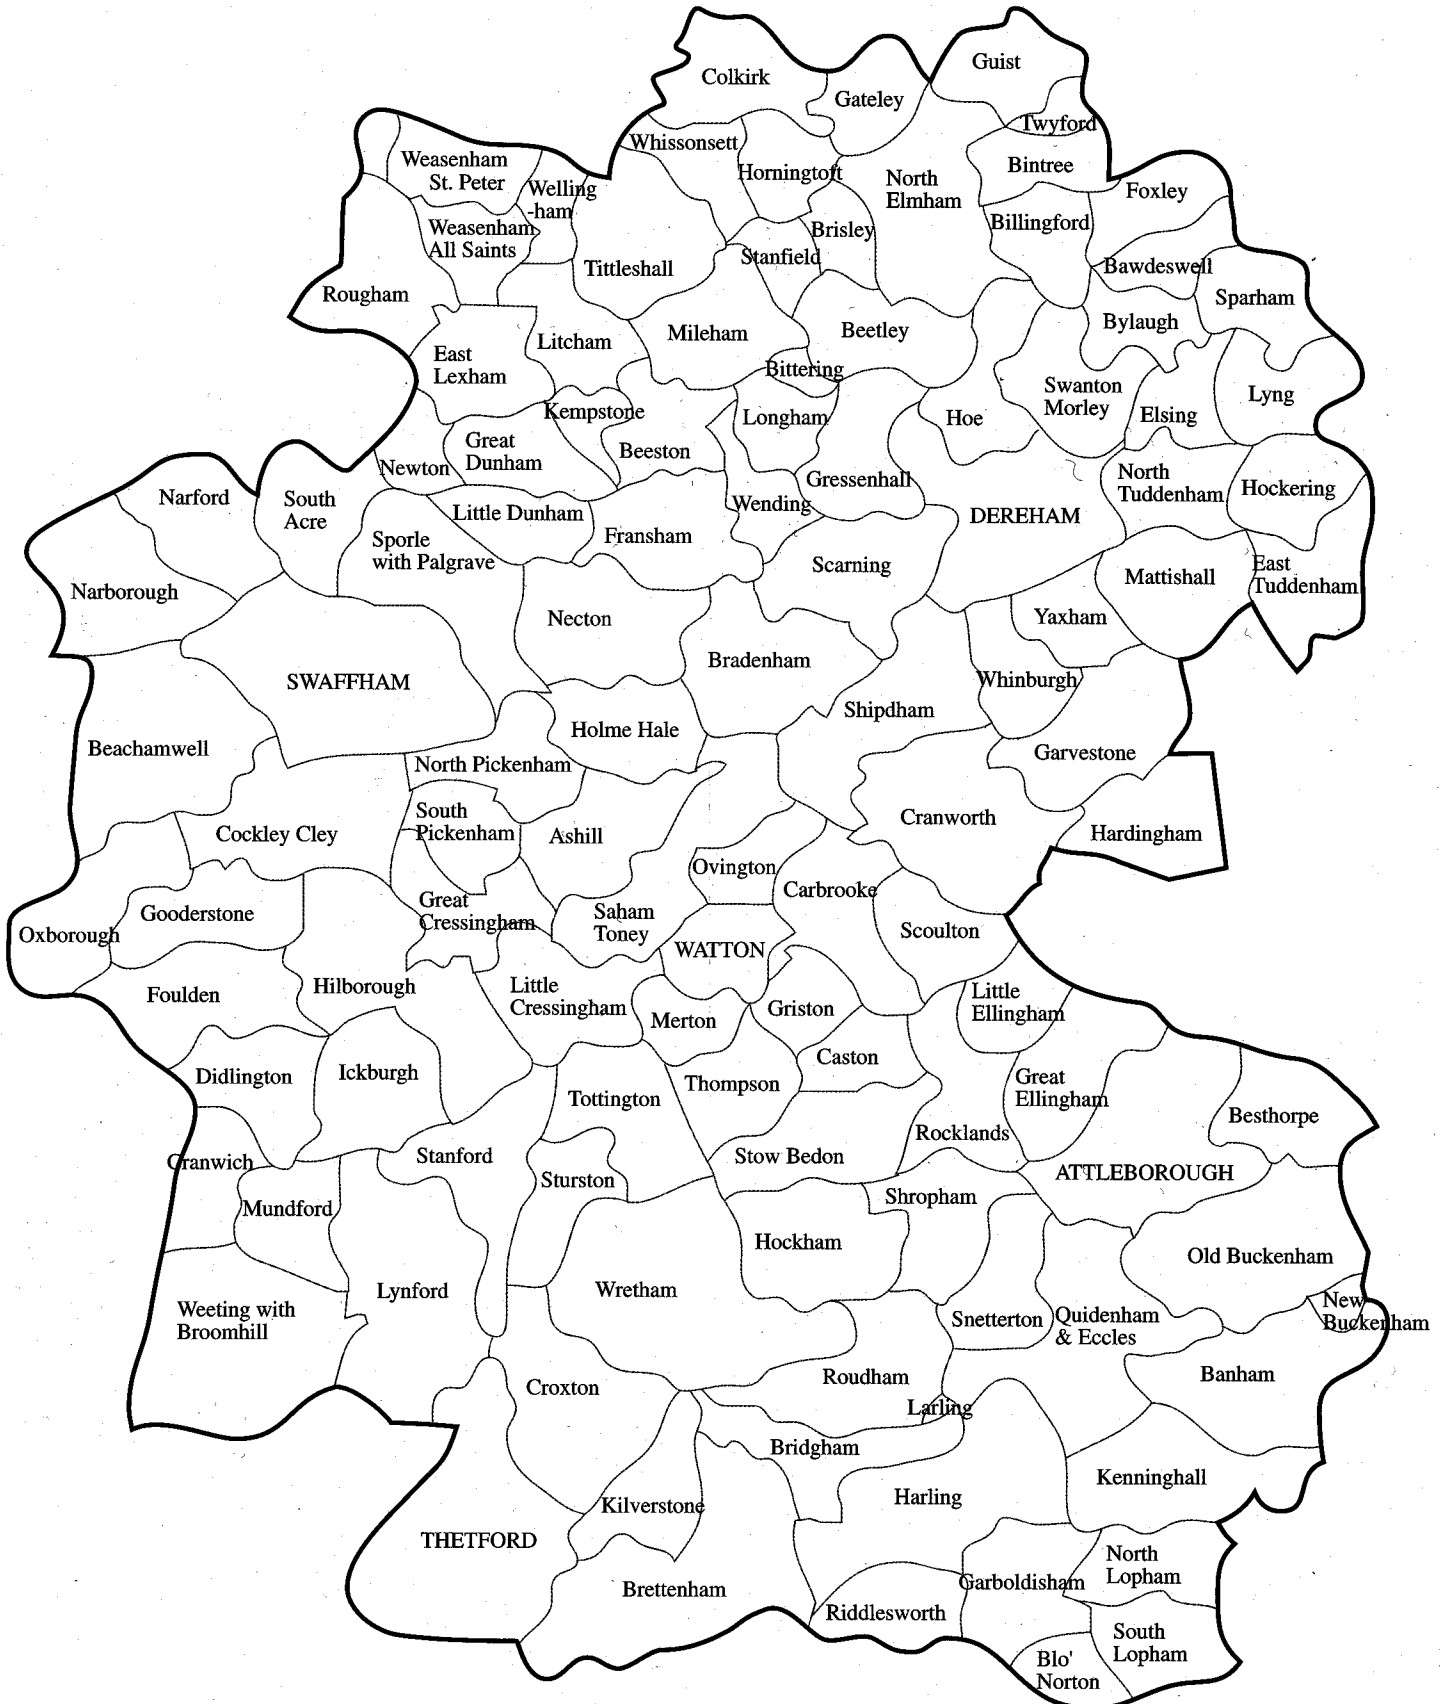 Guist
Colkirk
Gateley
Twyford
Whissonsett
Weasenham
St. Peter
Horningtoft
Bintree
North
Elmham
Welling
-ham
Foxley
Weasenham
All Saints
Brisley
Billingford
Stanfield
Tittleshall
Bawdeswell
Rougham
Sparham
Bylaugh
Litcham
Mileham
Beetley
East
Lexham
Bittering
Swanton
Morley
Lyng
Kempstone
Longham
Hoe
Elsing
Great
Dunham
Beeston
Newton
Gressenhall
North
Tuddenham
Hockering
Narford
South
Acre
Little Dunham
Wending
DEREHAM
Sporle
with Palgrave
Fransham
Scarning
Mattishall
East
Tuddenham
Narborough
Necton
Yaxham
SWAFFHAM
Bradenham
Whinburgh
Shipdham
Beachamwell
Holme Hale
Garvestone
North Pickenham
South
Pickenham
Cockley Cley
Ashill
Cranworth
Hardingham
Ovington
Carbrooke
Gooderstone
Great
Cressingham
Saham
Toney
Scoulton
Oxborough
WATTON
Foulden
Hilborough
Little
Cressingham
Little
Ellingham
Merton
Griston
Caston
Didlington
Ickburgh
Thompson
Great
Ellingham
Tottington
Besthorpe
Rocklands
Cranwich
Stanford
Stow Bedon
ATTLEBOROUGH
Sturston
Shropham
Mundford
Hockham
Old Buckenham
Lynford
Wretham
Weeting with
Broomhill
Snetterton
Quidenham
& Eccles
New
Buckenham
Croxton
Roudham
Banham
Larling
Bridgham
Kenninghall
Harling
Kilverstone
THETFORD
North
Lopham
Garboldisham
Brettenham
Riddlesworth
South
Lopham
Blo'
Norton